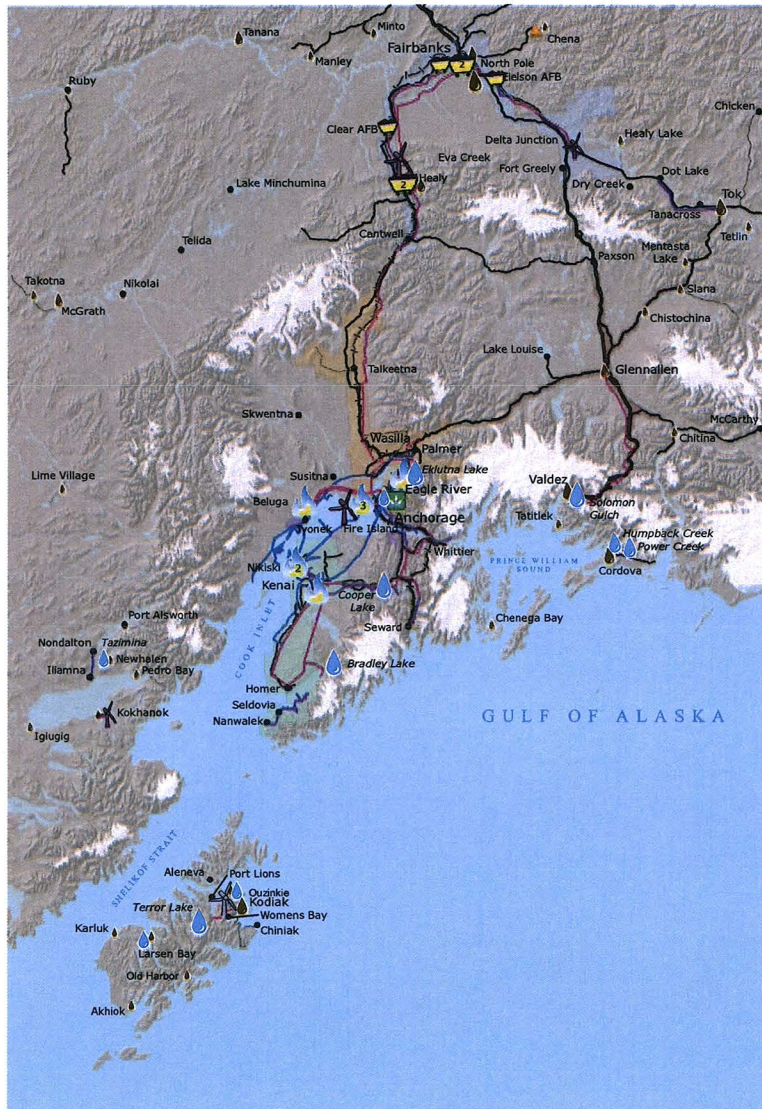 Tanana
Minto
Chena
Manley
Fairbanks
2
North Pole
Eielson AFB
Ruby
Chicken
Clear AFB
Delta Junction
Healy Lake
Eva Creek
Fort Greely
Dot Lake
2
Healy
Dry Creek
Lake Minchumina
Tok
Tanacross
Cantwell
Tetlin
Telida
Mentasta
Lake
Paxson
Takotna
Nikolai
Slana
McGrath
Chistochina
Lake Louise
Talkeetna
Glennallen
Skwentna
McCarthy
Wasilla
Chitina
Palmer
Eklutna Lake
Lime Village
Susitna
Eagle River
Valdez
Beluga
3
Solomon
Gulch
Tyonek
Fire Island
Anchorage
Tatitlek
Humpback Creek
Whittier
Power Creek
PRINCE WILLIAM
SOUND
Nikiski
2
Cordova
Kenai
Cooper
Lake
COOK INLET
Port Alsworth
Seward
Chenega Bay
Nondalton
Tazimina
Newhalen
Bradley Lake
Iliamna
Pedro Bay
Homer
Seldovia
Kokhanok
Nanwalek
GULF OF ALASKA
Igiugig
SHELIKOF STRAIT
Aleneva
Port Lions
Ouzinkie
Kodiak
Terror Lake
Womens Bay
Karluk
Chiniak
Larsen Bay
Old Harbor
Akhiok